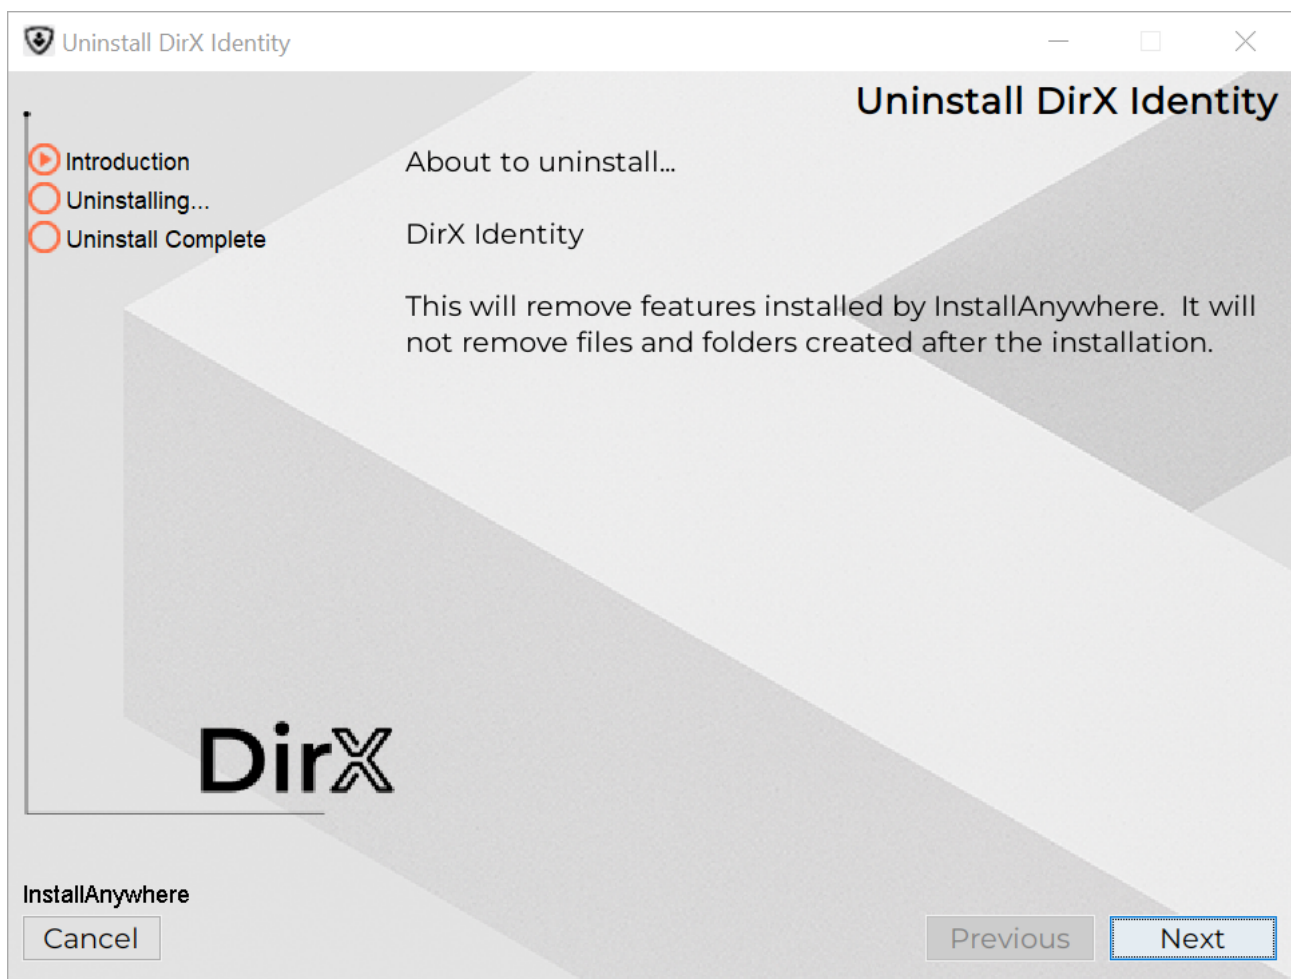 Uninstall DirX Identity
Uninstall DirX Identity
Introduction
Uninstalling...
Uninstall Complete
About to uninstall...
DirX Identity
This will remove features installed by InstallAnywhere.  It will
not remove files and folders created after the installation.
DirX
InstallAnywhere
Cancel
Previous
Next